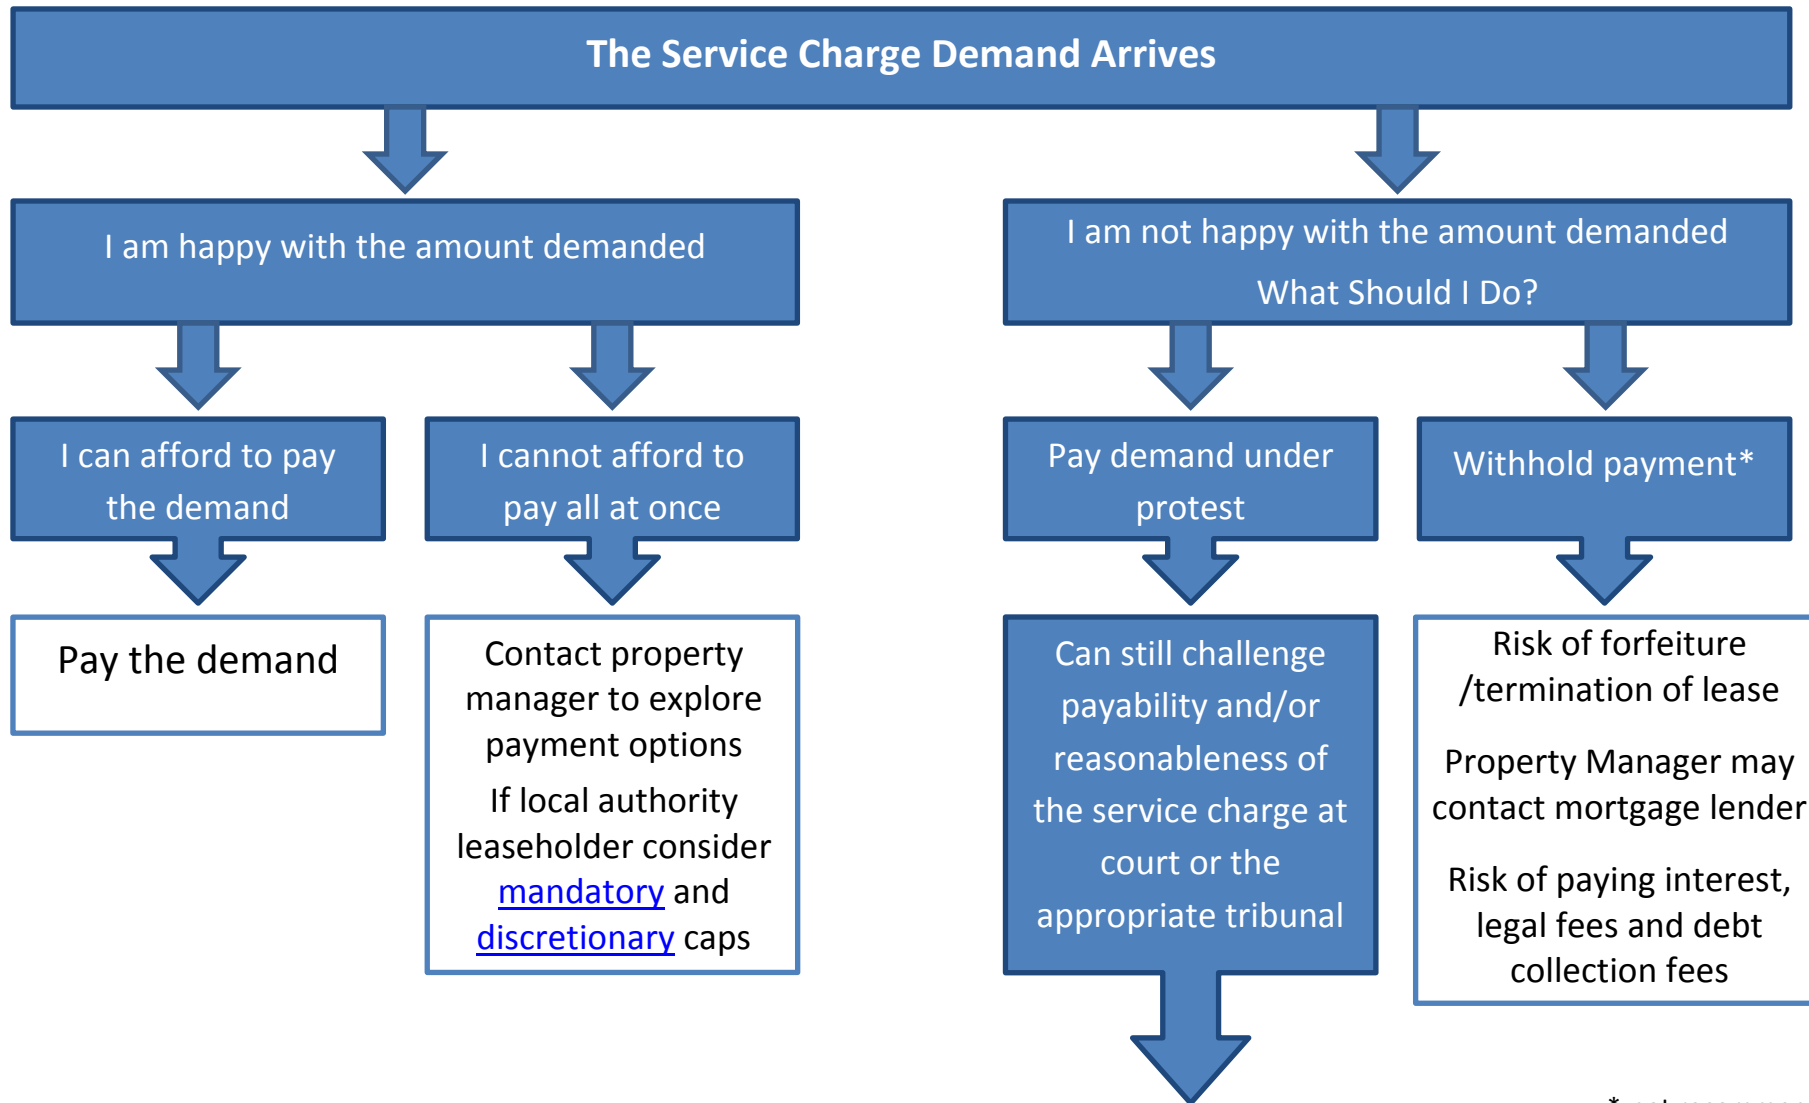 The Service Charge Demand Arrives
I am happy with the amount demanded
I am not happy with the amount demanded
What Should I Do?
I can afford to pay
the demand
I cannot afford to
pay all at once
Pay demand under
protest
Withhold payment*
Pay the demand
Contact property
manager to explore
payment options
If local authority
leaseholder consider
mandatory and
discretionary caps
Can still challenge
payability and/or
reasonableness of
the service charge at
court or the
appropriate tribunal
Risk of forfeiture
/termination of lease
Property Manager may
contact mortgage lender
Risk of paying interest,
legal fees and debt
collection fees